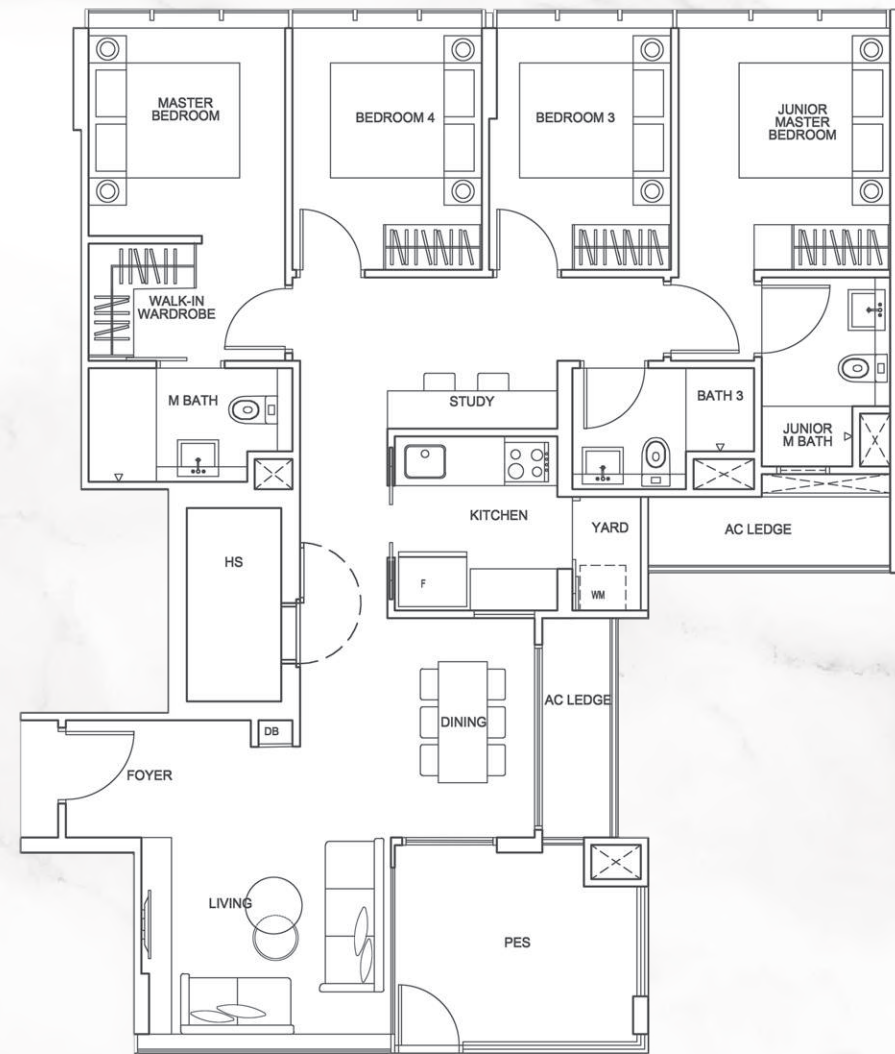 MASTER
BEDROOM
BEDROOM 4
BEDROOM 3
JUNIOR
MASTER
BEDROOM
WALK-IN
WARDROBE
M BATH
STUDY
BATH 3
JUNIOR
M BATH
KITCHEN
YARD
AC LEDGE
HS
F
WM
DINING
AC LEDGE
DB
FOYER
LIVING
PES